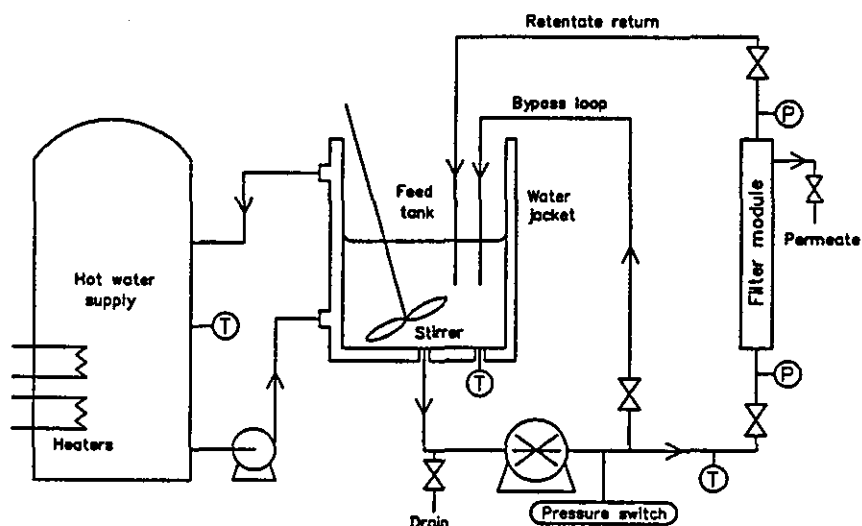 Retentate return
Bypass loop
P
Feed
tank
Water
jacket
Filter module
Permeate
Hot water
supply
T
Stirrer
T
P
Heaters
T
Drain
Pressure switch